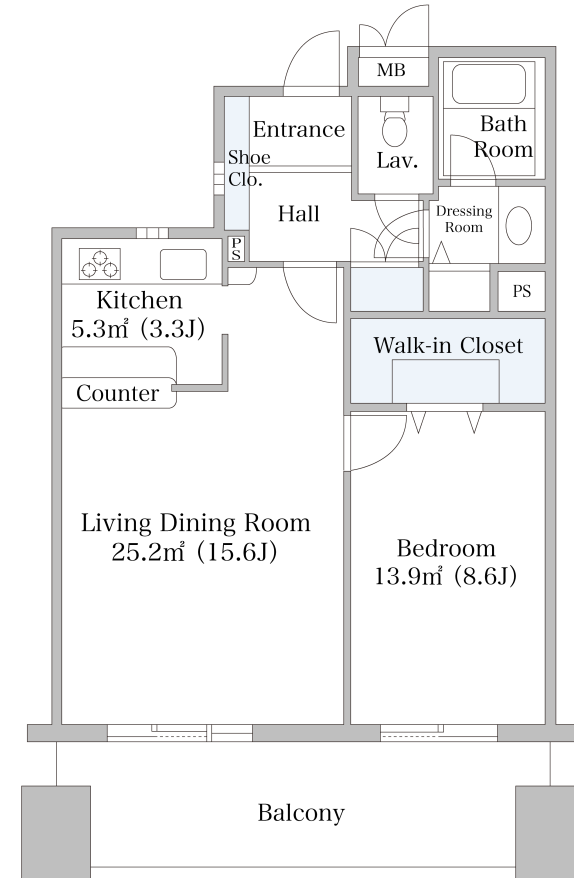 MB
Entrance
Bath
Room
Lav.
Shoe
Clo.
Hall
Dressing
Room
P
S
PS
Kitchen
5.3㎡ (3.3J)
Walk-in Closet
Counter
Living Dining Room
25.2㎡ (15.6J)
Bedroom
13.9㎡ (8.6J)
Balcony